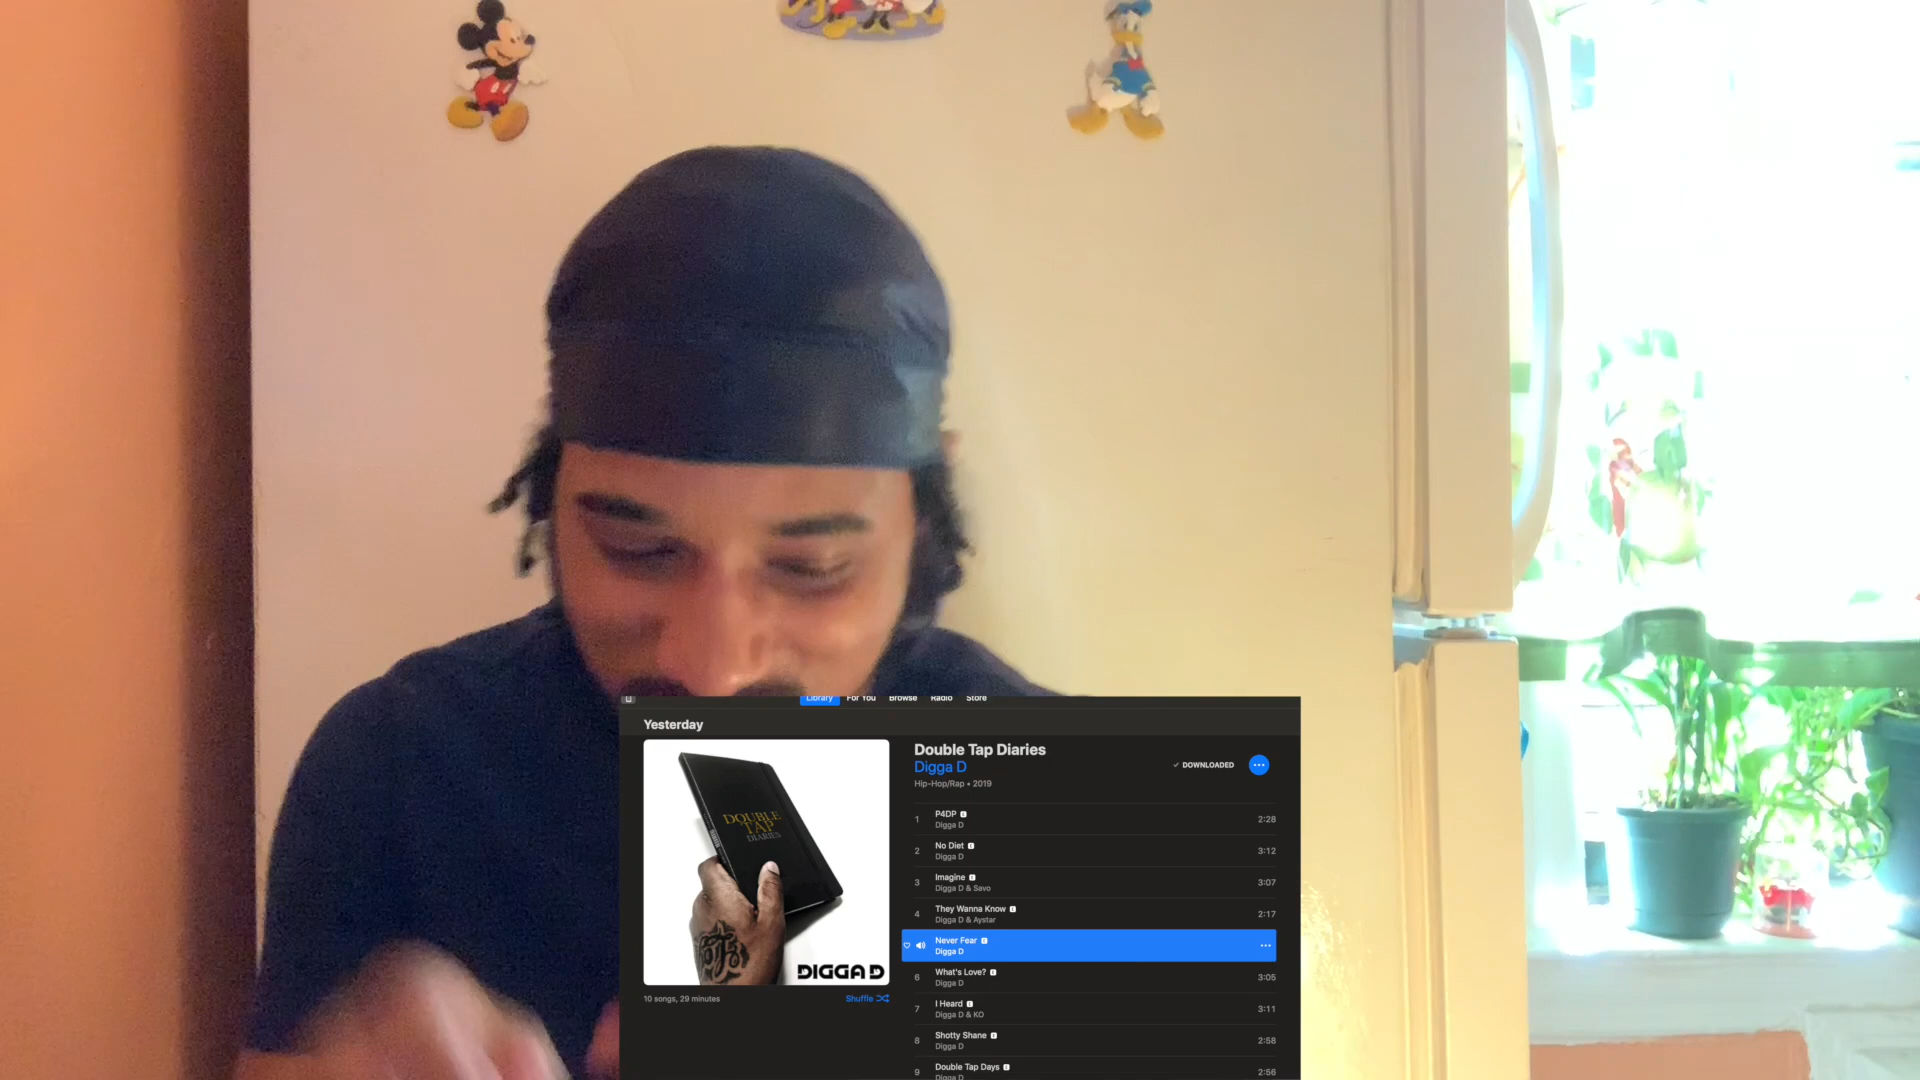 Library For You Browse Radio Store
Yesterday
DOUBLE
TAP
DIARIES
DIGGA D
10 songs, 29 minutes
Shuffle
Double Tap Diaries
Digga D
Hip-Hop/Rap • 2019
✓ DOWNLOADED
1 P4DP E 2:28
Digga D
2 No Diet E 3:12
Digga D
3 Imagine E 3:07
Digga D & Savo
4 They Wanna Know E 2:17
Digga D & Aystar
Never Fear E
Digga D
6 What's Love? E 3:05
Digga D
7 I Heard E 3:11
Digga D & KO
8 Shotty Shane E 2:58
Digga D
9 Double Tap Days E 2:56
Digga D